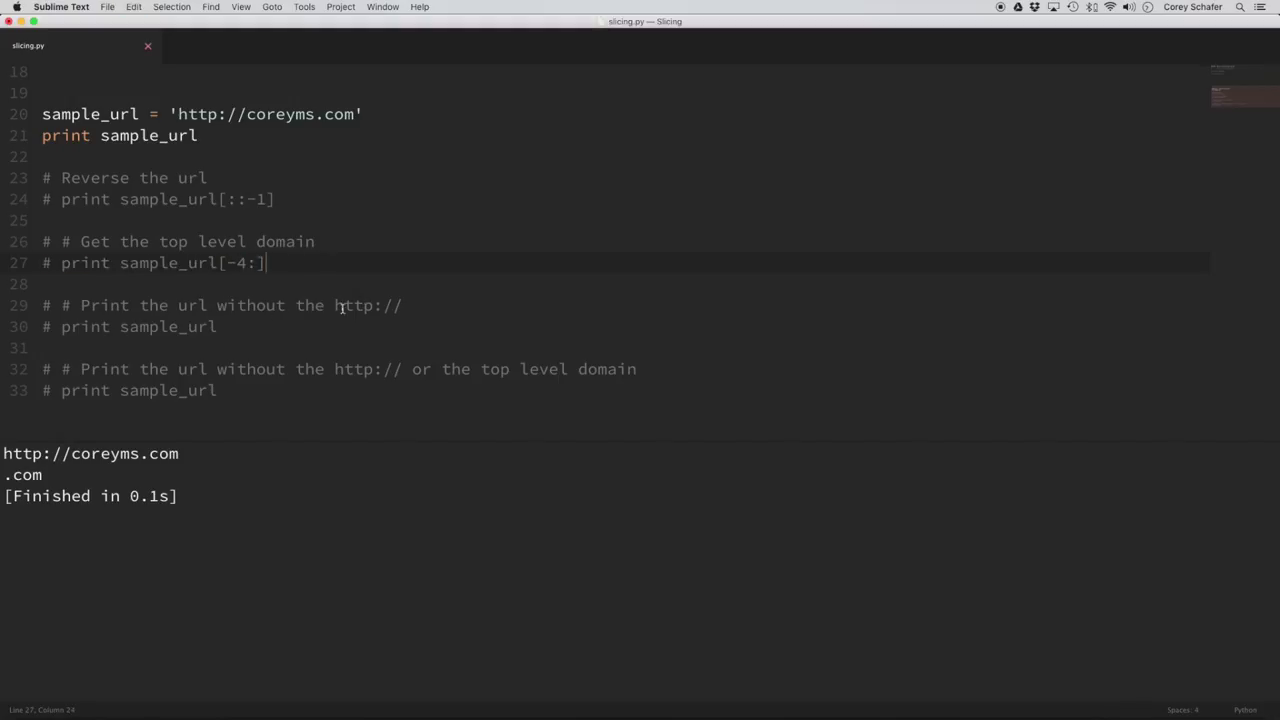 Sublime Text File Edit Selection Find View Goto Tools Project Window Help Corey Schafer
slicing.py — Slicing
slicing.py
18
19
20 sample_url = 'http://coreyms.com'
21 print sample_url
22
23 # Reverse the url
24 # print sample_url[::-1]
25
26 # # Get the top level domain
27 # print sample_url[-4:]
28
29 # # Print the url without the http://
30 # print sample_url
31
32 # # Print the url without the http:// or the top level domain
33 # print sample_url
http://coreyms.com
.com
[Finished in 0.1s]
Line 27, Column 24 Spaces: 4 Python